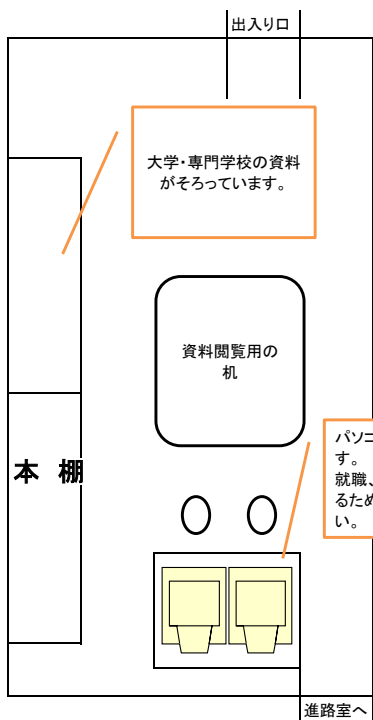 出入り口
大学・専門学校の資料
がそろっています。
資料閲覧用の
机
本 棚
パソコ
す。
就職、
るため
い。
進路室へ